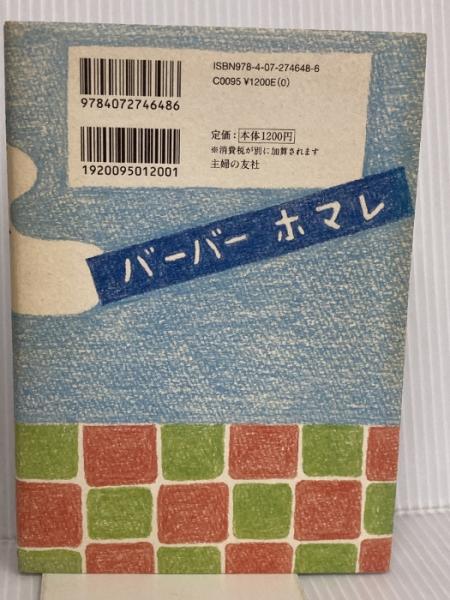 ISBN978-4-07-274648-6
C0095 ¥1200E(0)
9784072746486
定価：本体1200円
※消費税が別に加算されます
主婦の友社
1920095012001
バーバー ホマレ